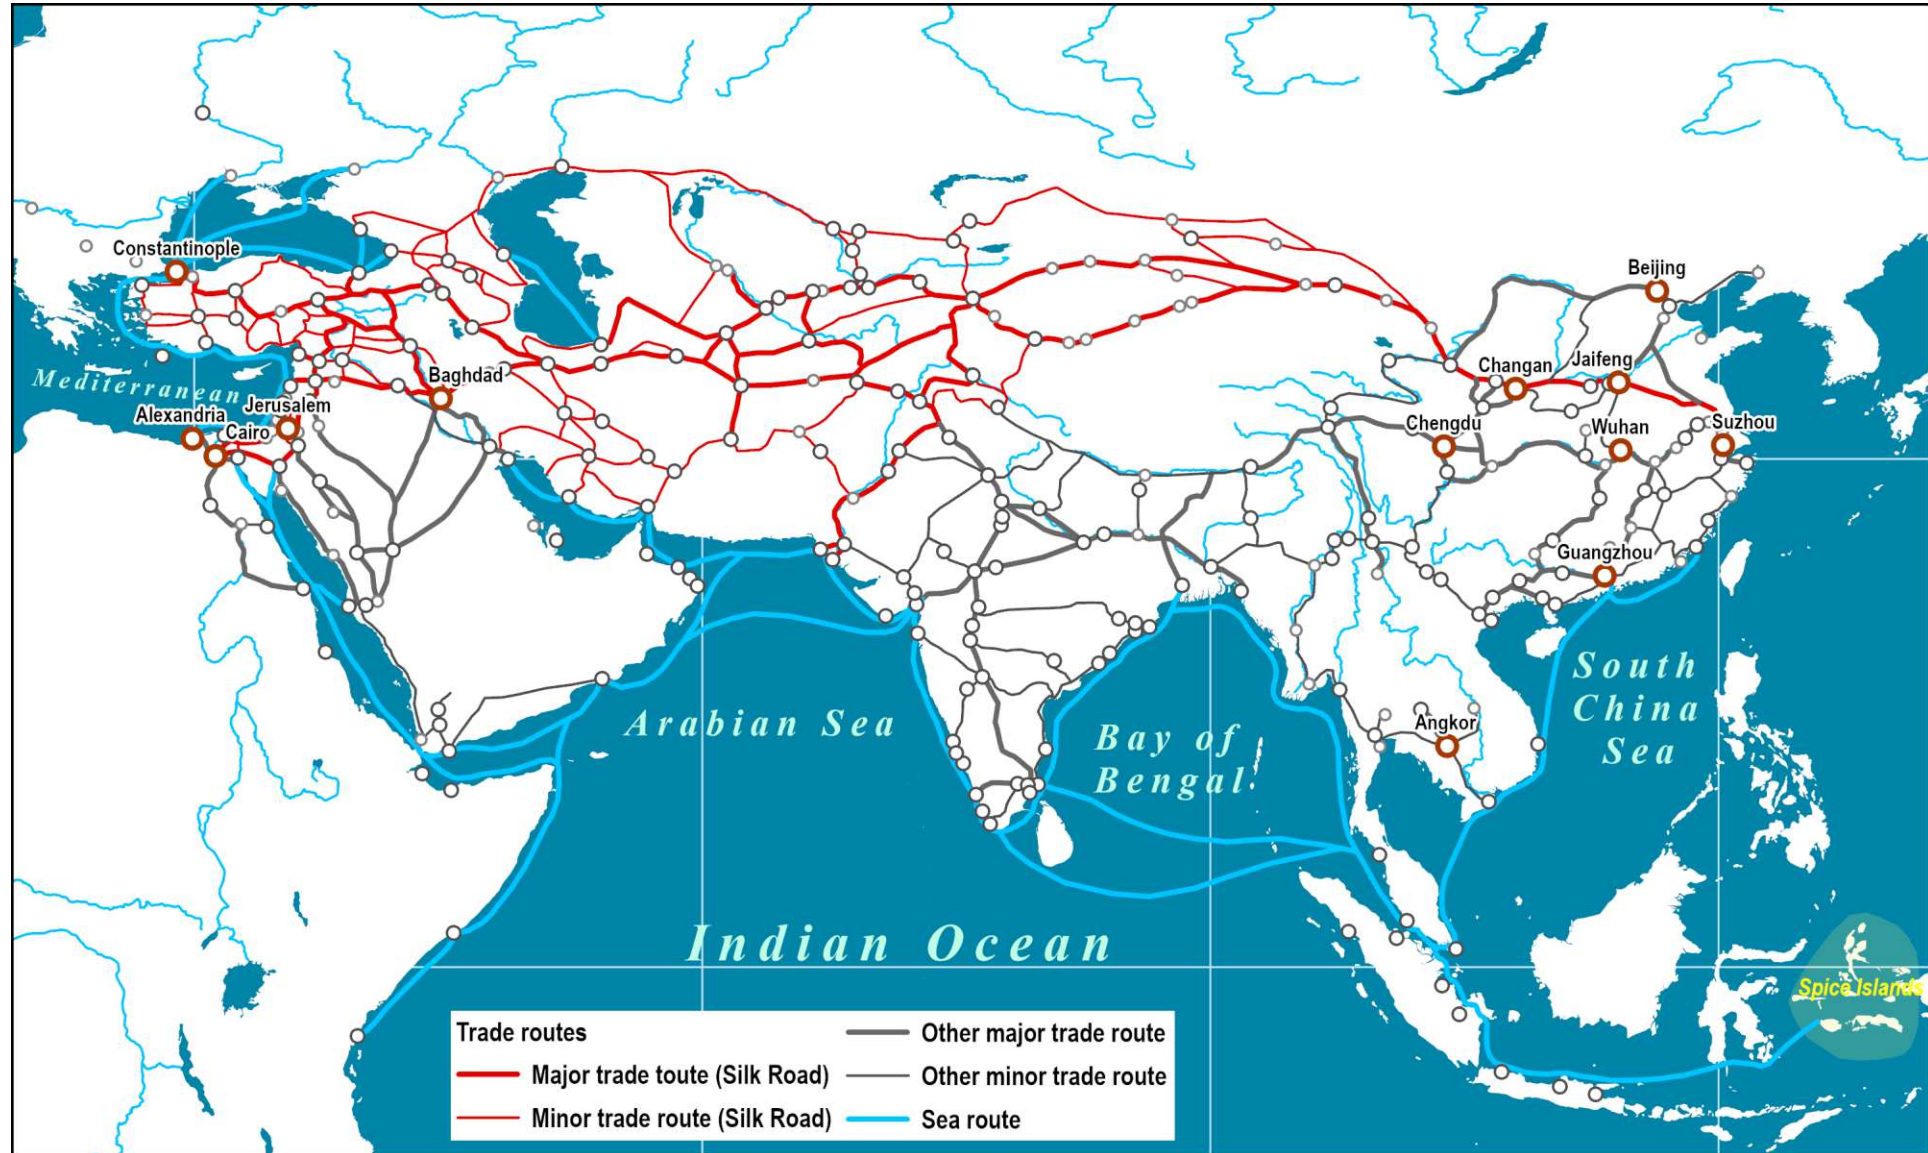 Constantinople
Beijing
Mediterranean
Baghdad
Changan
Jaifeng
Alexandria
Jerusalem
Cairo
Chengdu
Wuhan
Suzhou
Guangzhou
South
China
Sea
Arabian Sea
Bay of
Bengal
Angkor
Indian Ocean
Spice Islands
Trade routes
Major trade toute (Silk Road)
Minor trade route (Silk Road)
Other major trade route
Other minor trade route
Sea route